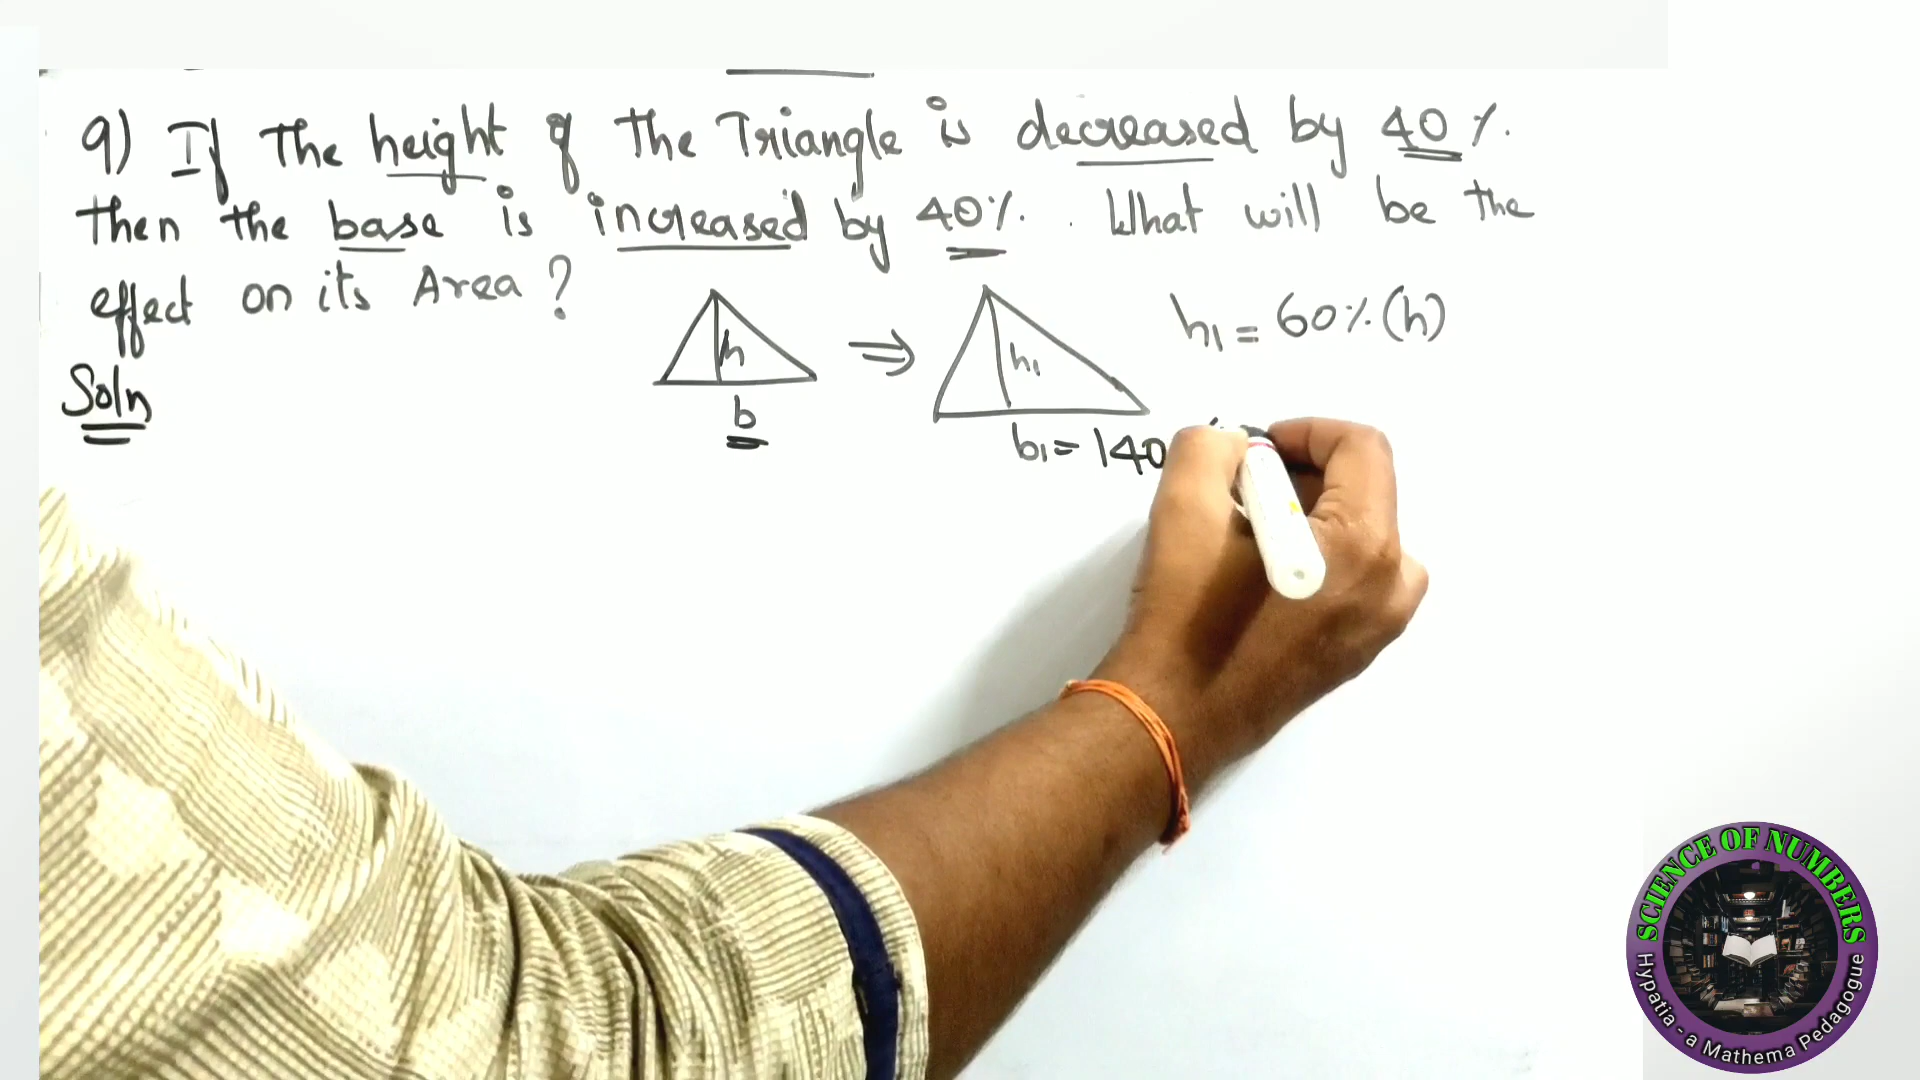 9) If The height of the Triangle is decreased by 40%.
then the base is increased by 40%. What will be the
effect on its Area?
Soln
h
b
⇒
h₁
b₁ = 140
h₁ = 60% (h)
SCIENCE OF NUMBERS
Hypatia - a Mathema Pedagogue